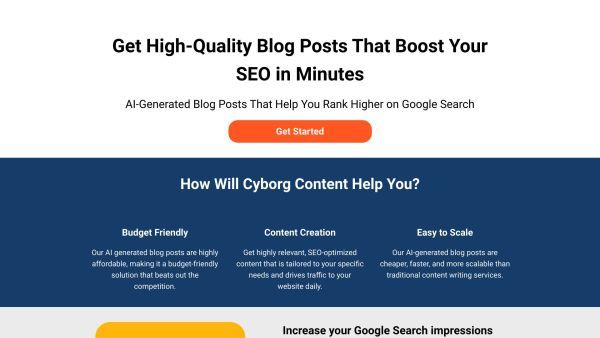 Get High-Quality Blog Posts That Boost Your
SEO in Minutes
AI-Generated Blog Posts That Help You Rank Higher on Google Search
Get Started
How Will Cyborg Content Help You?
Budget Friendly
Our AI generated blog posts are highly
affordable, making it a budget-friendly
solution that beats out the
competition.
Content Creation
Get highly relevant, SEO-optimized
content that is tailored to your specific
needs and drives traffic to your
website daily.
Easy to Scale
Our AI-generated blog posts are
cheaper, faster, and more scalable than
traditional content writing services.
Increase your Google Search impressions